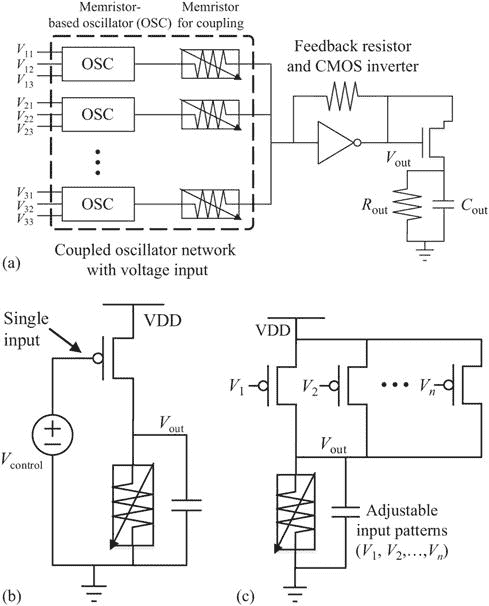 Memristor-
based oscillator (OSC)
Memristor
for coupling
V11
V12
V13
OSC
V21
V22
V23
OSC
V31
V32
V33
OSC
Feedback resistor
and CMOS inverter
Vout
Rout
Cout
Coupled oscillator network
with voltage input
(a)
Single
input
VDD
Vcontrol
Vout
(b)
VDD
V1
V2
Vn
Vout
Adjustable
input patterns
(V1, V2,…,Vn)
(c)